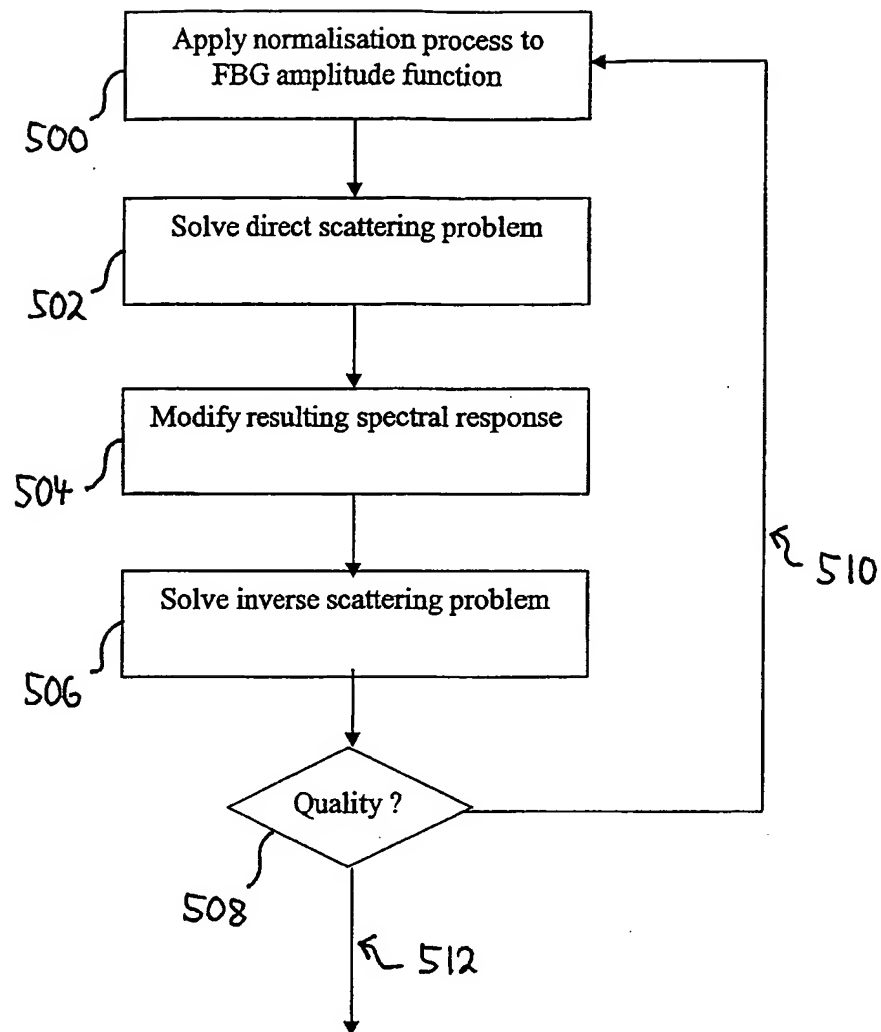 Apply normalisation process to
FBG amplitude function
500
Solve direct scattering problem
502
Modify resulting spectral response
504
510
Solve inverse scattering problem
506
Quality ?
508
512